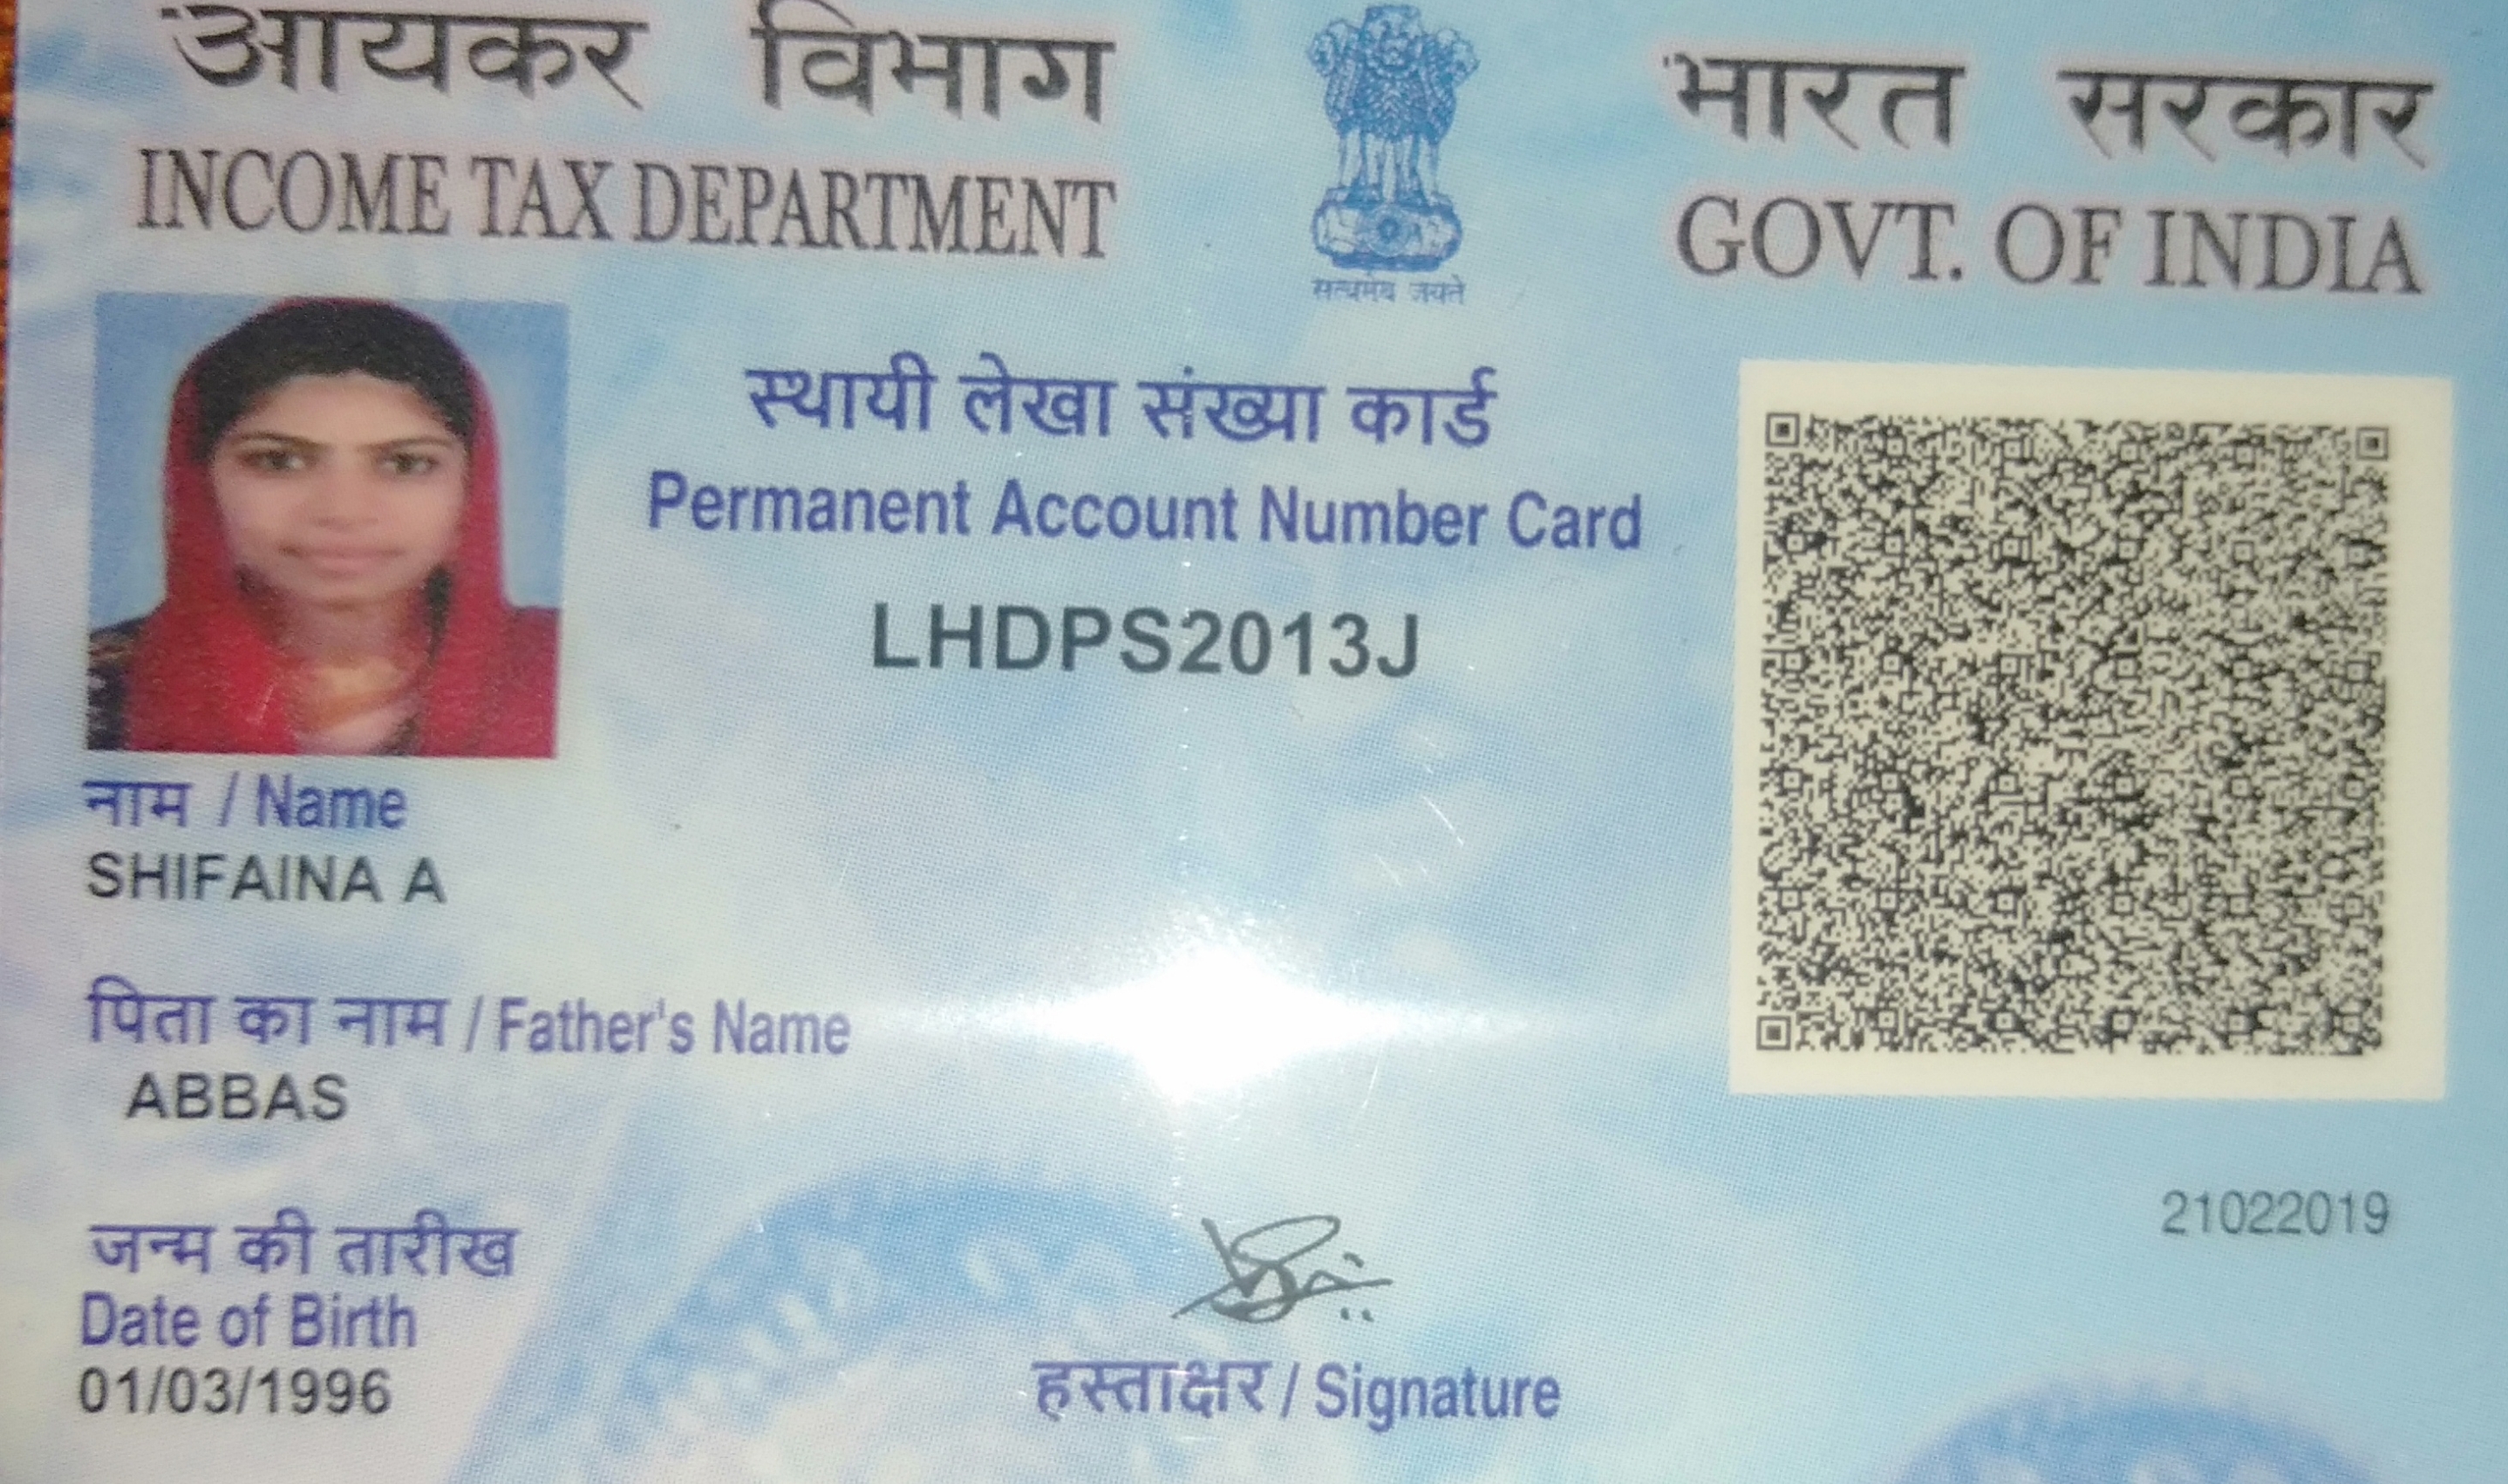 आयकर विभाग
INCOME TAX DEPARTMENT
सत्यमेव जयते
भारत सरकार
GOVT. OF INDIA
स्थायी लेखा संख्या कार्ड
Permanent Account Number Card
LHDPS2013J
नाम / Name
SHIFAINA A
पिता का नाम / Father's Name
ABBAS
जन्म की तारीख
Date of Birth
01/03/1996
21022019
हस्ताक्षर / Signature